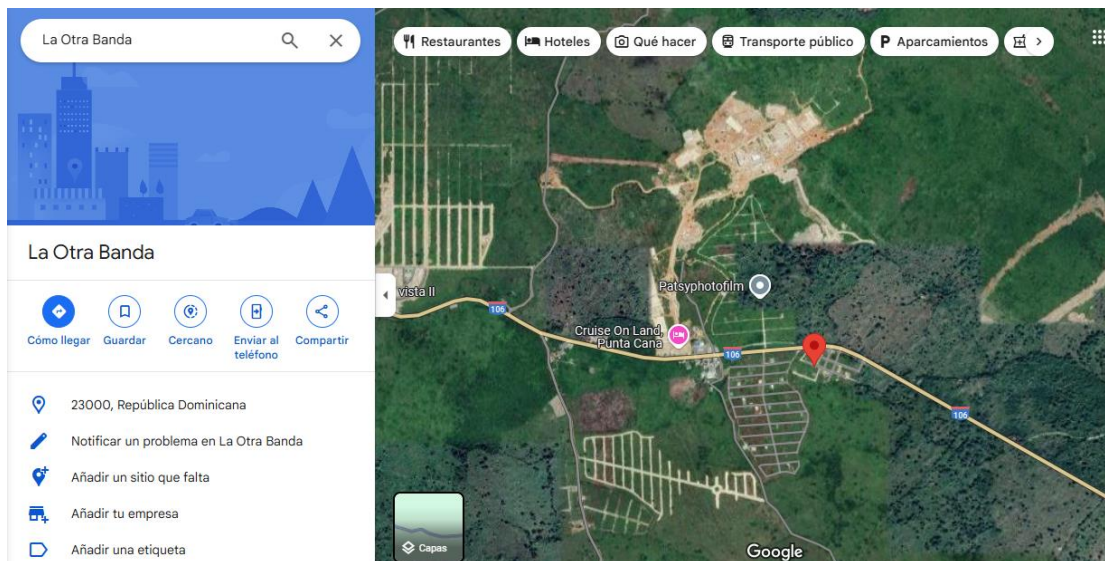 La Otra Banda
Restaurantes
Hoteles
Qué hacer
Transporte público
P Aparcamientos
La Otra Banda
Cómo llegar
Guardar
Cercano
Enviar al
teléfono
Compartir
23000, República Dominicana
Notificar un problema en La Otra Banda
Añadir un sitio que falta
Añadir tu empresa
Añadir una etiqueta
vista II
106
Patsyphotofilm
Cruise On Land,
Punta Cana
106
106
Capas
Google